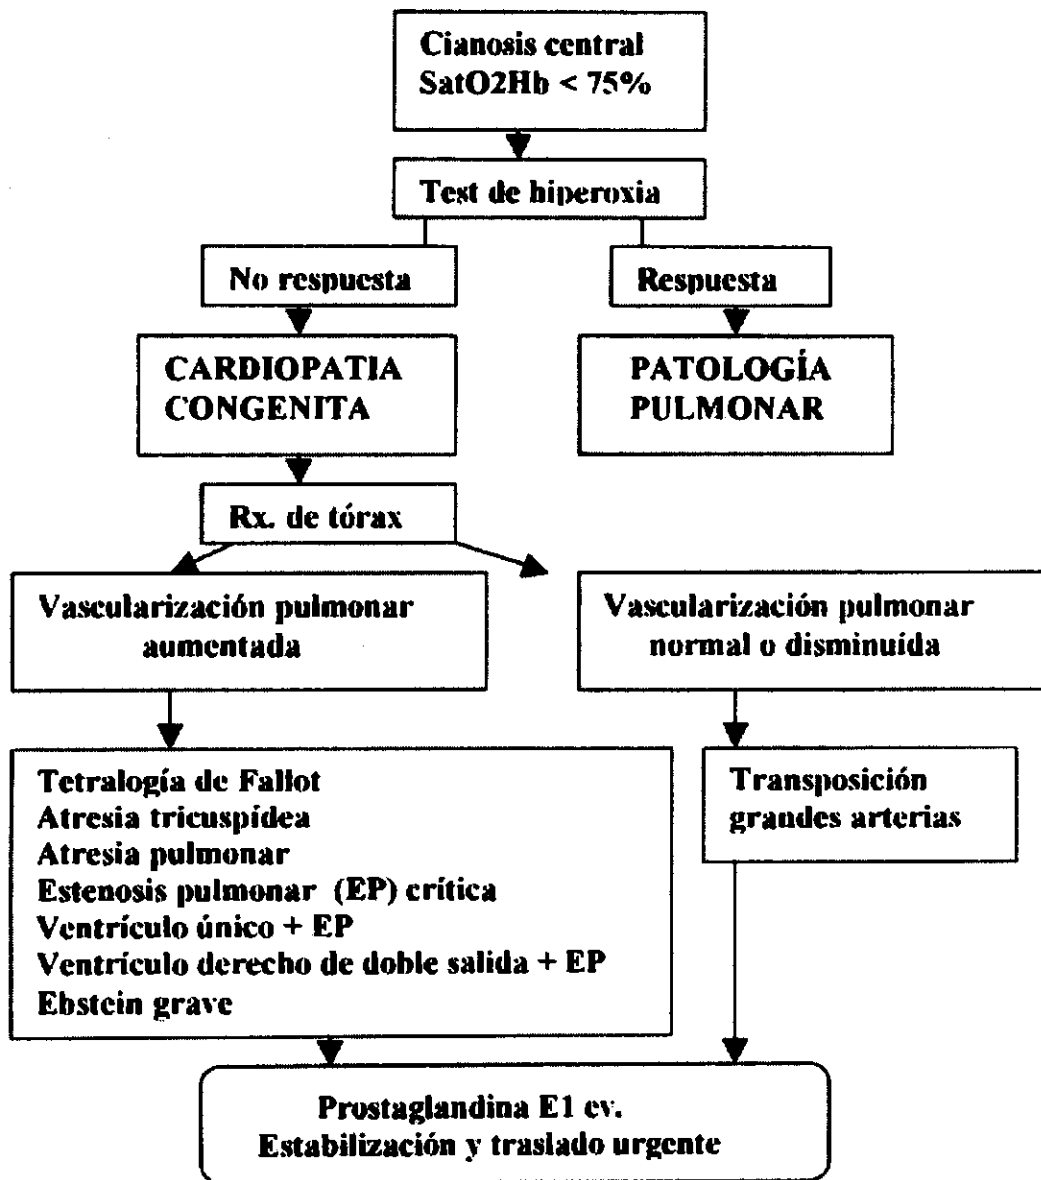 Cianosis central
SatO2Hb < 75%
Test de hiperoxia
No respuesta
Respuesta
CARDIOPATIA
CONGENITA
PATOLOGÍA
PULMONAR
Rx. de tórax
Vascularización pulmonar
aumentada
Vascularización pulmonar
normal o disminuída
Tetralogía de Fallot
Atresia tricuspídea
Atresia pulmonar
Estenosis pulmonar (EP) crítica
Ventrículo único + EP
Ventrículo derecho de doble salida + EP
Ebstein grave
Transposición
grandes arterias
Prostaglandina E1 ev.
Estabilización y traslado urgente